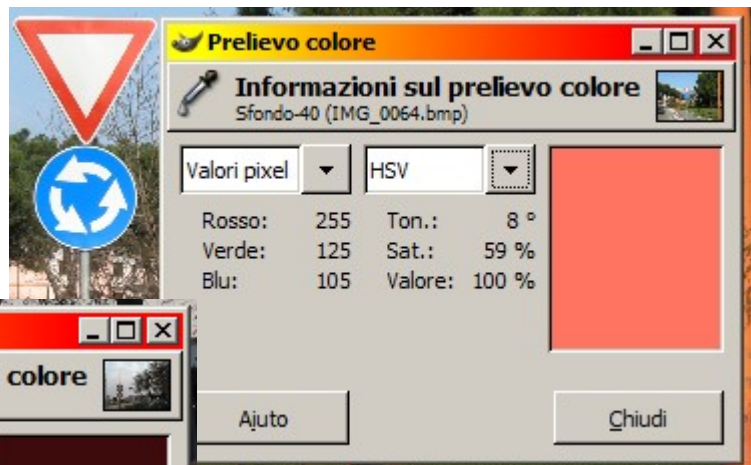 Prelievo colore
Informazioni sul prelievo colore
Sfondo-40 (IMG_0064.bmp)
Valori pixel HSV
Rosso: 255 Ton.: 8 °
Verde: 125 Sat.: 59 %
Blu: 105 Valore: 100 %
colore
Aiuto Chiudi